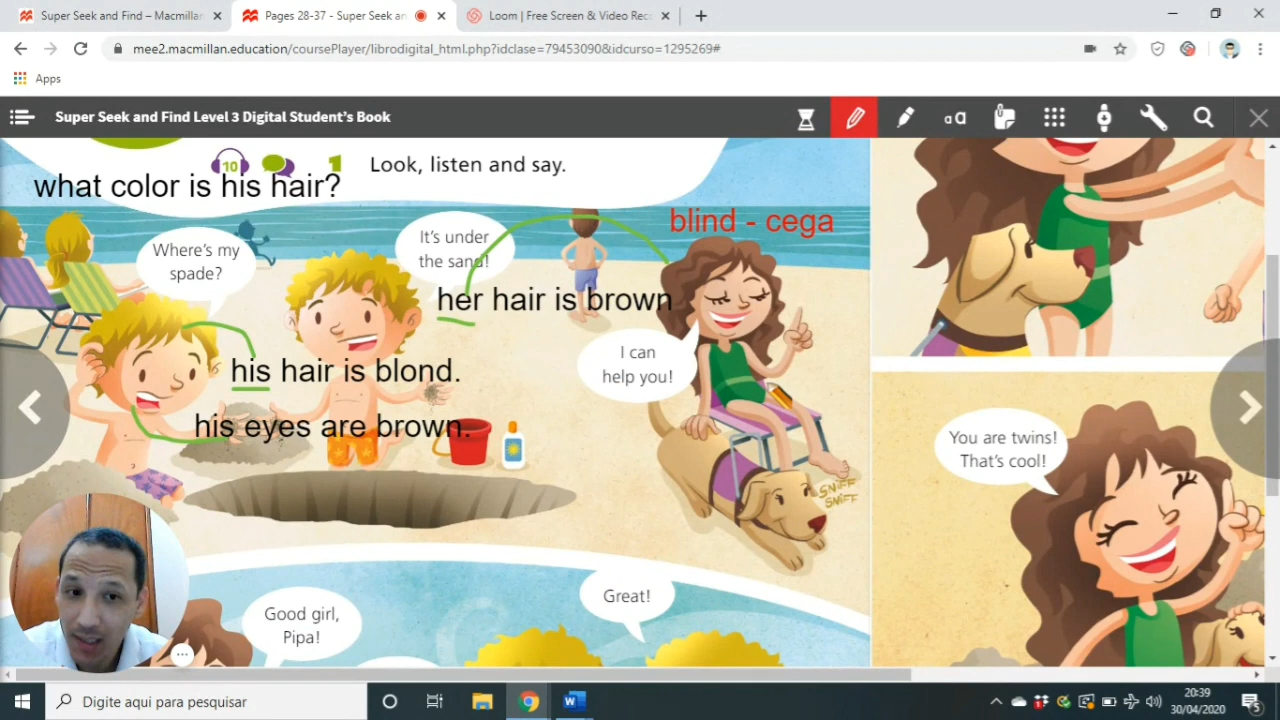 Super Seek and Find – Macmillan
Pages 28-37 - Super Seek an
Loom | Free Screen & Video Rec
mee2.macmillan.education/coursePlayer/librodigital_html.php?idclase=79453090&idcurso=1295269#
Apps
Super Seek and Find Level 3 Digital Student's Book
a a
10
1
Look, listen and say.
what color is his hair?
blind - cega
Where's my
spade?
It's under
the sand!
her hair is brown
I can
help you!
his hair is blond.
his eyes are brown.
SNIFF
SNIFF
You are twins!
That's cool!
Good girl,
Pipa!
Great!
Digite aqui para pesquisar
20:39
30/04/2020
5